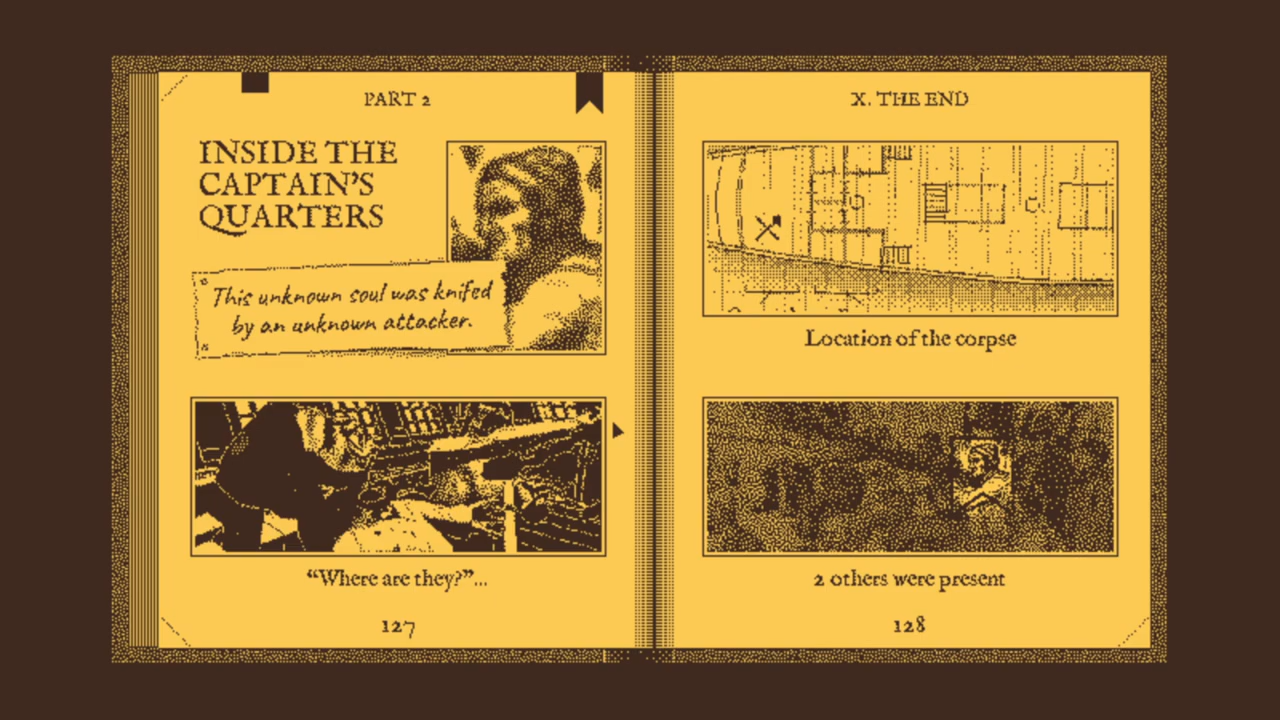 PART 2
INSIDE THE
CAPTAIN'S
QUARTERS
This unknown soul was knifed
by an unknown attacker.
"Where are they?"...
127
X. THE END
Location of the corpse
2 others were present
128